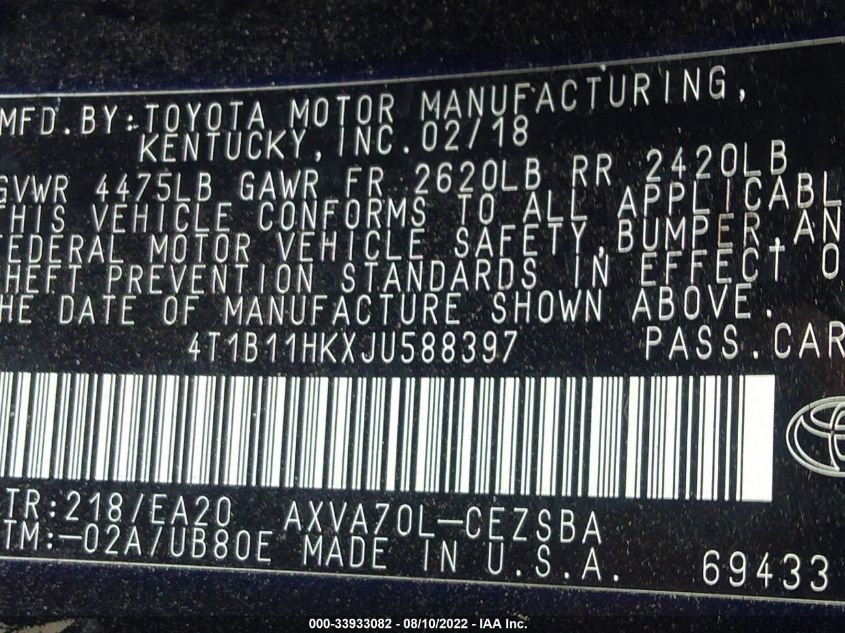 MFD.BY:TOYOTA MOTOR MANUFACTURING,
KENTUCKY,INC.02/18
GVWR 4475LB GAWR FR 2620LB RR 2420LB
THIS VEHICLE CONFORMS TO ALL APPLICABL
FEDERAL MOTOR VEHICLE SAFETY,BUMPER,AN
THEFT PREVENTION STANDARDS IN EFFECT O
HE DATE OF MANUFACTURE SHOWN ABOVE.
4T1B11HKXJU588397 PASS.CAR
TR:218/EA20 AXVA70L-CEZSBA
TM:-02A/UB80E MADE IN U.S.A. 69433
000-33933082 - 08/10/2022 - IAA Inc.